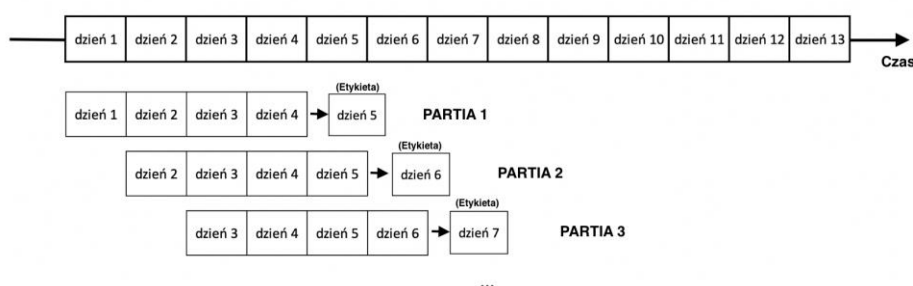 dzień 1 dzień 2 dzień 3 dzień 4 dzień 5 dzień 6 dzień 7 dzień 8 dzień 9 dzień 10 dzień 11 dzień 12 dzień 13
Czas
(Etykieta)
dzień 1 dzień 2 dzień 3 dzień 4 dzień 5 PARTIA 1
(Etykieta)
dzień 2 dzień 3 dzień 4 dzień 5 dzień 6 PARTIA 2
(Etykieta)
dzień 3 dzień 4 dzień 5 dzień 6 dzień 7 PARTIA 3
...